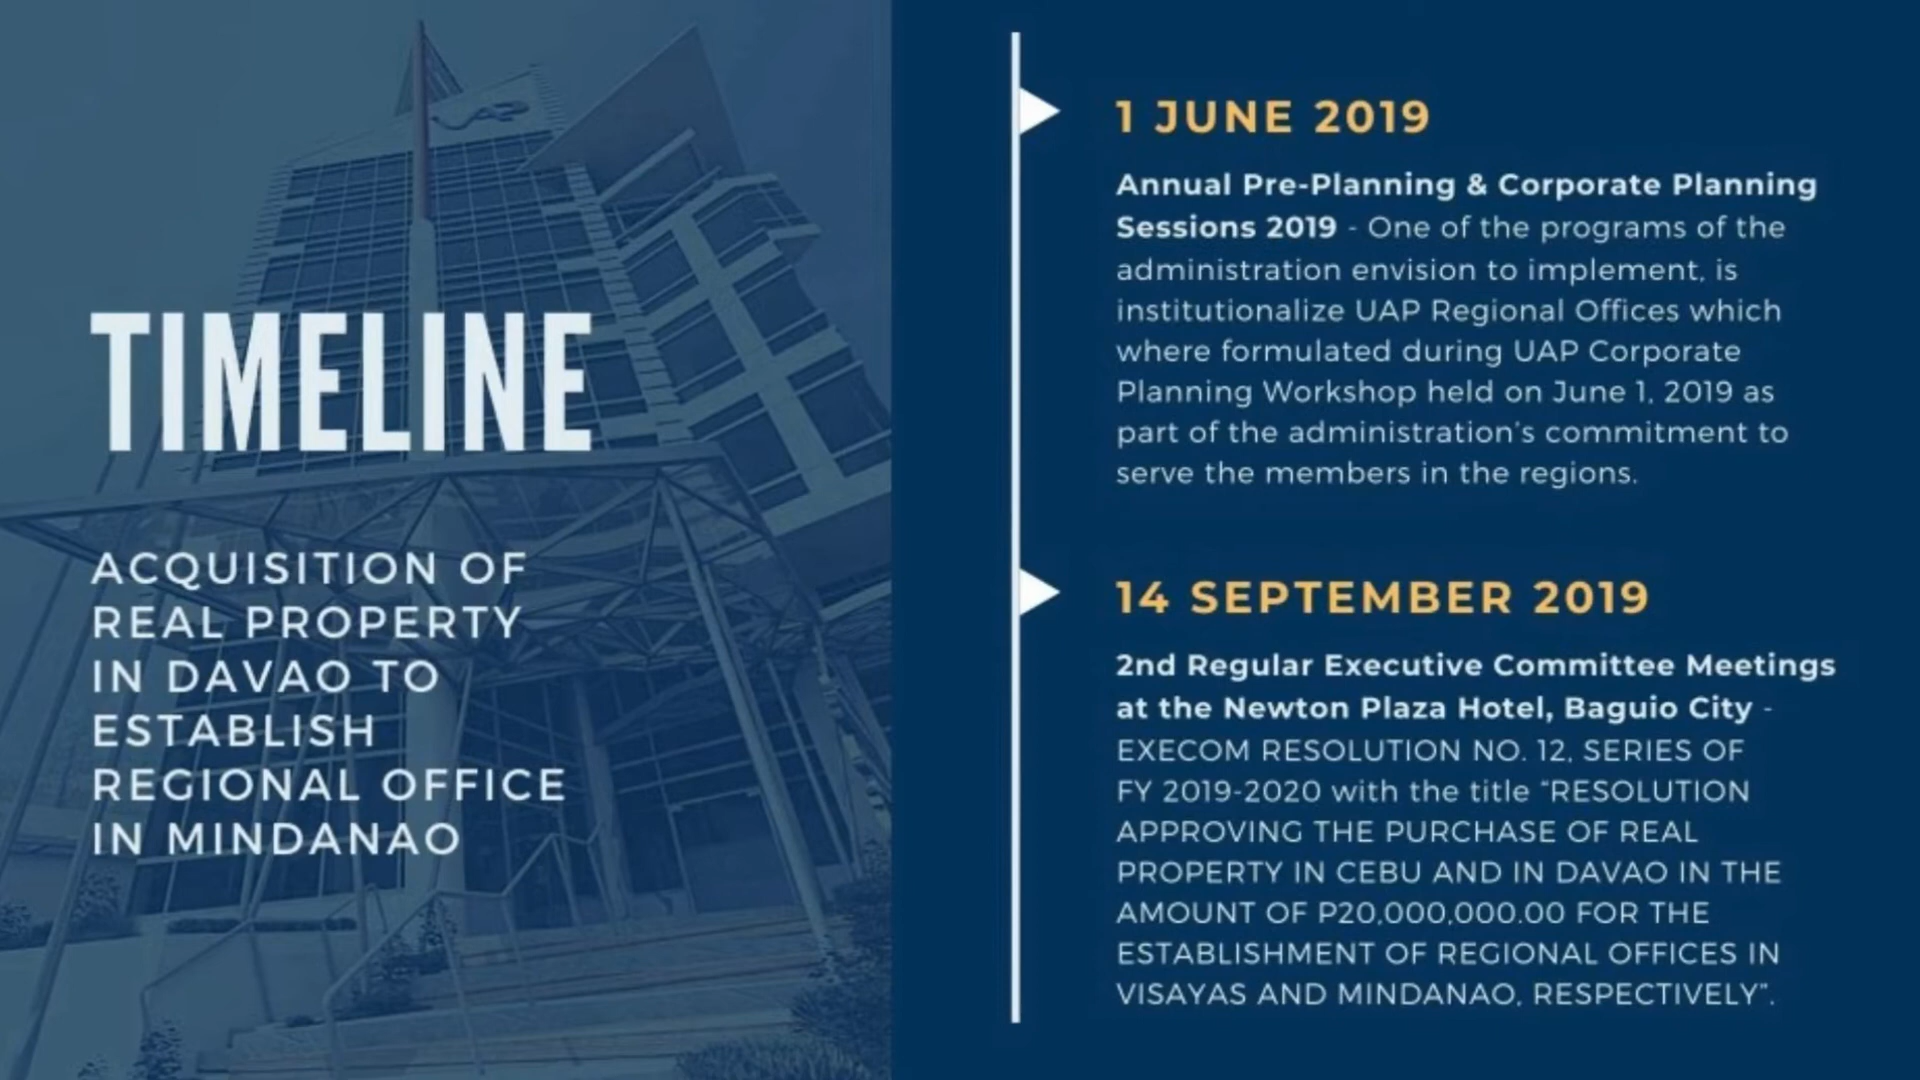 TIMELINE
ACQUISITION OF
REAL PROPERTY
IN DAVAO TO
ESTABLISH
REGIONAL OFFICE
IN MINDANAO
1 JUNE 2019
Annual Pre-Planning & Corporate Planning
Sessions 2019 - One of the programs of the
administration envision to implement, is
institutionalize UAP Regional Offices which
where formulated during UAP Corporate
Planning Workshop held on June 1, 2019 as
part of the administration's commitment to
serve the members in the regions.
14 SEPTEMBER 2019
2nd Regular Executive Committee Meetings
at the Newton Plaza Hotel, Baguio City -
EXECOM RESOLUTION NO. 12, SERIES OF
FY 2019-2020 with the title “RESOLUTION
APPROVING THE PURCHASE OF REAL
PROPERTY IN CEBU AND IN DAVAO IN THE
AMOUNT OF P20,000,000.00 FOR THE
ESTABLISHMENT OF REGIONAL OFFICES IN
VISAYAS AND MINDANAO, RESPECTIVELY”.